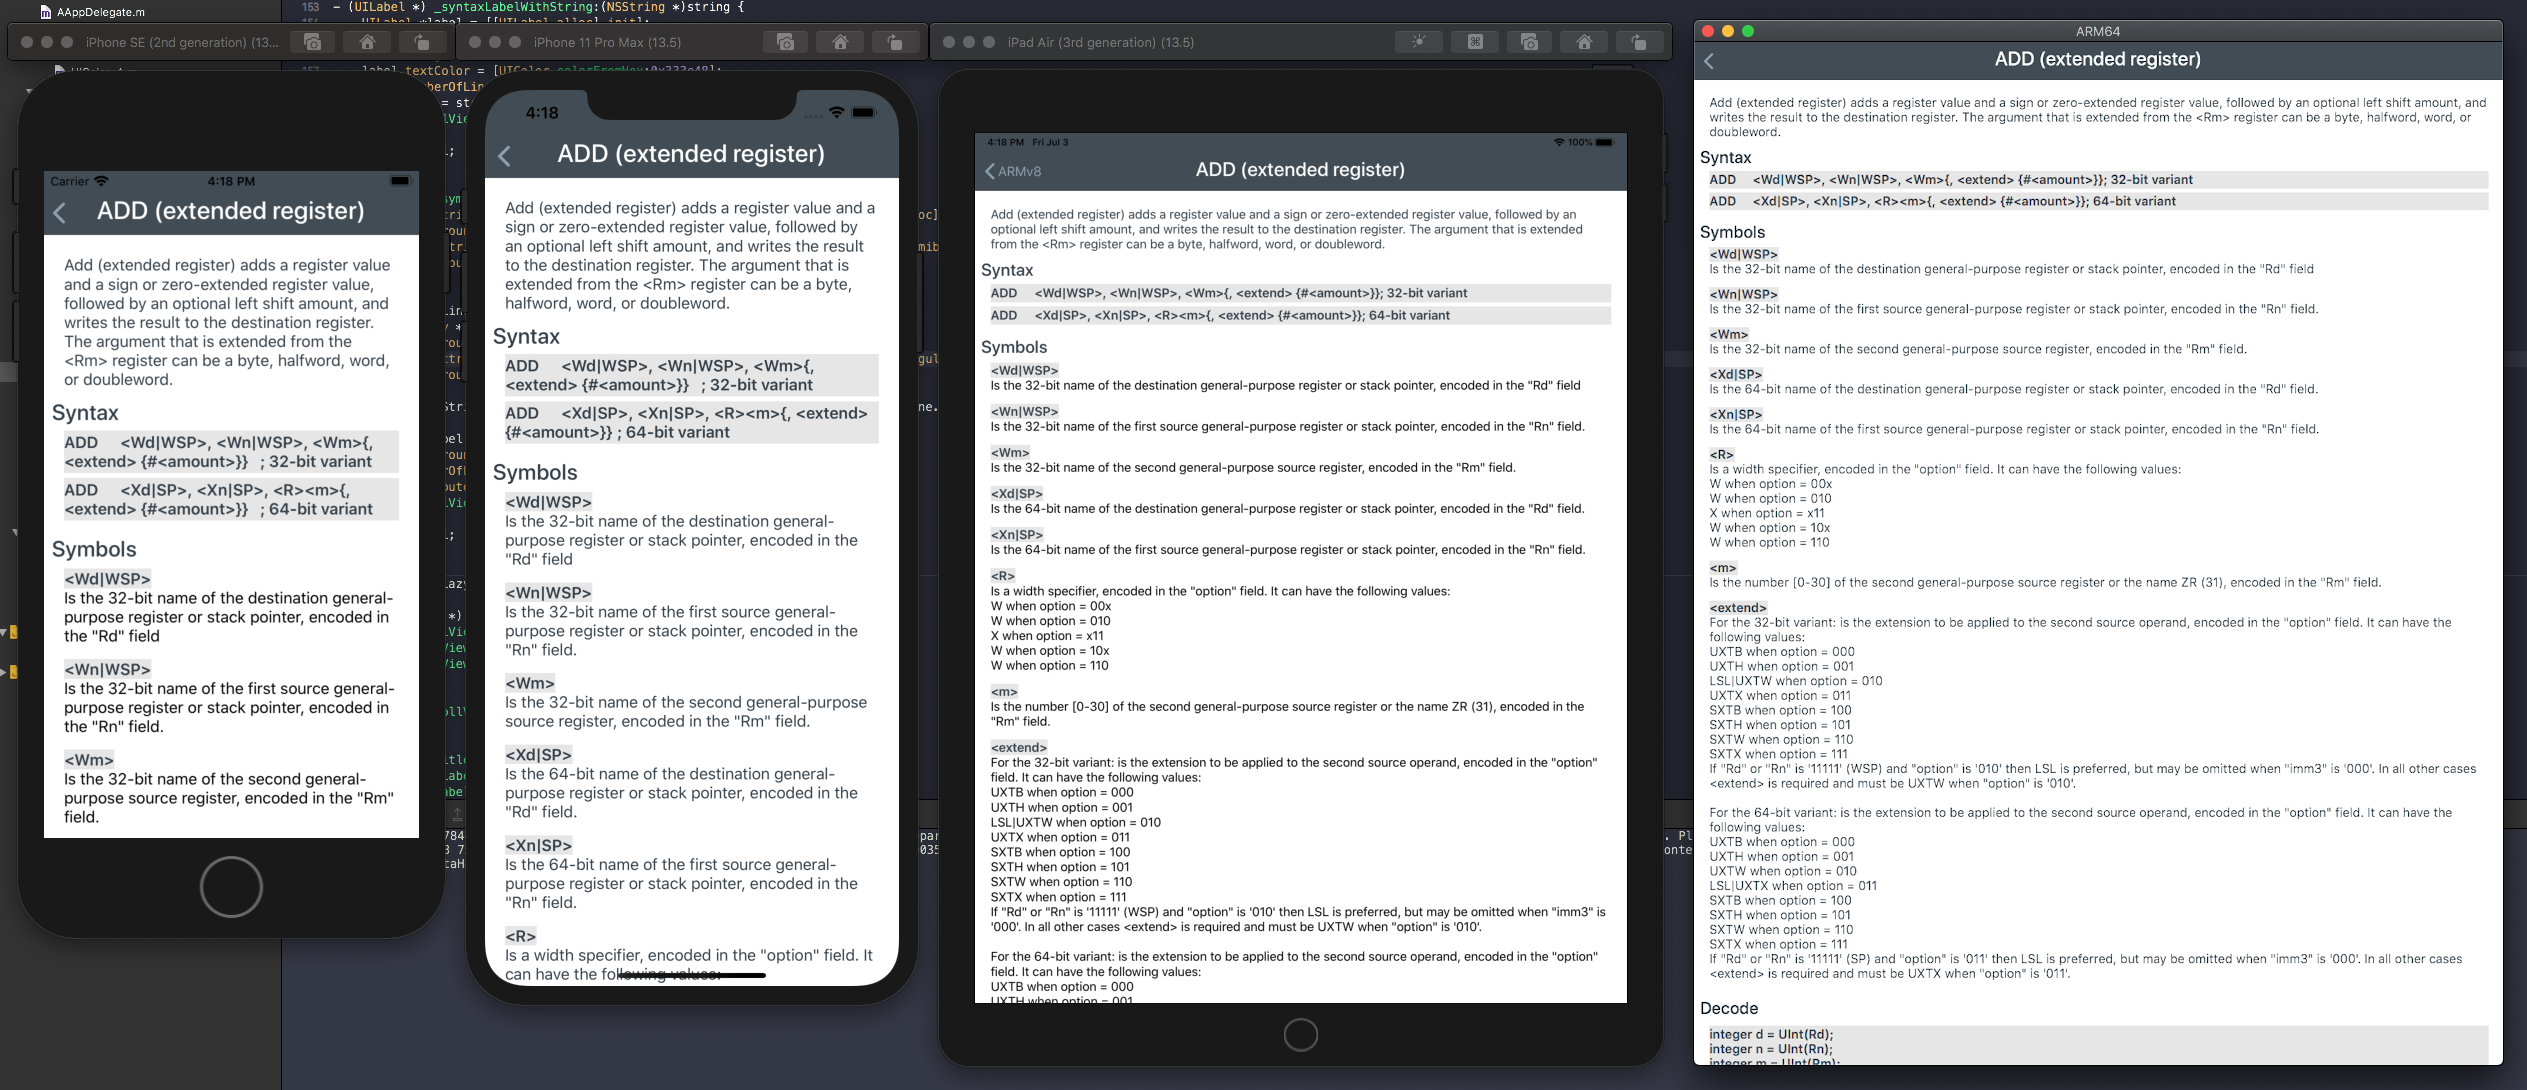 AAppDelegate.m
153 - (UILabel *) _syntaxLabelWithString:(NSString *)string {
iPhone SE (2nd generation) (13...
iPhone 11 Pro Max (13.5)
iPad Air (3rd generation) (13.5)
ARM64
Carrier
4:18 PM
ADD (extended register)
Add (extended register) adds a register value
and a sign or zero-extended register value,
followed by an optional left shift amount, and
writes the result to the destination register.
The argument that is extended from the
<Rm> register can be a byte, halfword, word,
or doubleword.
Syntax
ADD <Wd|WSP>, <Wn|WSP>, <Wm>{,
<extend> {#<amount>}} ; 32-bit variant
ADD <Xd|SP>, <Xn|SP>, <R><m>{,
<extend> {#<amount>}} ; 64-bit variant
Symbols
<Wd|WSP>
Is the 32-bit name of the destination general-
purpose register or stack pointer, encoded in
the "Rd" field
<Wn|WSP>
Is the 32-bit name of the first source general-
purpose register or stack pointer, encoded in
the "Rn" field.
<Wm>
Is the 32-bit name of the second general-
purpose source register, encoded in the "Rm"
field.
4:18
ADD (extended register)
Add (extended register) adds a register value and a
sign or zero-extended register value, followed by
an optional left shift amount, and writes the result
to the destination register. The argument that is
extended from the <Rm> register can be a byte,
halfword, word, or doubleword.
Syntax
ADD <Wd|WSP>, <Wn|WSP>, <Wm>{,
<extend> {#<amount>}} ; 32-bit variant
ADD <Xd|SP>, <Xn|SP>, <R><m>{, <extend>
{#<amount>}} ; 64-bit variant
Symbols
<Wd|WSP>
Is the 32-bit name of the destination general-
purpose register or stack pointer, encoded in the
"Rd" field
<Wn|WSP>
Is the 32-bit name of the first source general-
purpose register or stack pointer, encoded in the
"Rn" field.
<Wm>
Is the 32-bit name of the second general-purpose
source register, encoded in the "Rm" field.
<Xd|SP>
Is the 64-bit name of the destination general-
purpose register or stack pointer, encoded in the
"Rd" field.
<Xn|SP>
Is the 64-bit name of the first source general-
purpose register or stack pointer, encoded in the
"Rn" field.
<R>
Is a width specifier, encoded in the "option" field. It
can have the following values:
4:18 PM Fri Jul 3
100%
ARMv8
ADD (extended register)
Add (extended register) adds a register value and a sign or zero-extended register value, followed by an
optional left shift amount, and writes the result to the destination register. The argument that is extended
from the <Rm> register can be a byte, halfword, word, or doubleword.
Syntax
ADD <Wd|WSP>, <Wn|WSP>, <Wm>{, <extend> {#<amount>}}; 32-bit variant
ADD <Xd|SP>, <Xn|SP>, <R><m>{, <extend> {#<amount>}}; 64-bit variant
Symbols
<Wd|WSP>
Is the 32-bit name of the destination general-purpose register or stack pointer, encoded in the "Rd" field
<Wn|WSP>
Is the 32-bit name of the first source general-purpose register or stack pointer, encoded in the "Rn" field.
<Wm>
Is the 32-bit name of the second general-purpose source register, encoded in the "Rm" field.
<Xd|SP>
Is the 64-bit name of the destination general-purpose register or stack pointer, encoded in the "Rd" field.
<Xn|SP>
Is the 64-bit name of the first source general-purpose register or stack pointer, encoded in the "Rn" field.
<R>
Is a width specifier, encoded in the "option" field. It can have the following values:
W when option = 00x
W when option = 010
X when option = x11
W when option = 10x
W when option = 110
<m>
Is the number [0-30] of the second general-purpose source register or the name ZR (31), encoded in the
"Rm" field.
<extend>
For the 32-bit variant: is the extension to be applied to the second source operand, encoded in the "option"
field. It can have the following values:
UXTB when option = 000
UXTH when option = 001
LSL|UXTW when option = 010
UXTX when option = 011
SXTB when option = 100
SXTH when option = 101
SXTW when option = 110
SXTX when option = 111
If "Rd" or "Rn" is '11111' (WSP) and "option" is '010' then LSL is preferred, but may be omitted when "imm3" is
'000'. In all other cases <extend> is required and must be UXTW when "option" is '010'.
For the 64-bit variant: is the extension to be applied to the second source operand, encoded in the "option"
field. It can have the following values:
UXTB when option = 000
UXTH when option = 001
ADD (extended register)
Add (extended register) adds a register value and a sign or zero-extended register value, followed by an optional left shift amount, and
writes the result to the destination register. The argument that is extended from the <Rm> register can be a byte, halfword, word, or
doubleword.
Syntax
ADD <Wd|WSP>, <Wn|WSP>, <Wm>{, <extend> {#<amount>}}; 32-bit variant
ADD <Xd|SP>, <Xn|SP>, <R><m>{, <extend> {#<amount>}}; 64-bit variant
Symbols
<Wd|WSP>
Is the 32-bit name of the destination general-purpose register or stack pointer, encoded in the "Rd" field
<Wn|WSP>
Is the 32-bit name of the first source general-purpose register or stack pointer, encoded in the "Rn" field.
<Wm>
Is the 32-bit name of the second general-purpose source register, encoded in the "Rm" field.
<Xd|SP>
Is the 64-bit name of the destination general-purpose register or stack pointer, encoded in the "Rd" field.
<Xn|SP>
Is the 64-bit name of the first source general-purpose register or stack pointer, encoded in the "Rn" field.
<R>
Is a width specifier, encoded in the "option" field. It can have the following values:
W when option = 00x
W when option = 010
X when option = x11
W when option = 10x
W when option = 110
<m>
Is the number [0-30] of the second general-purpose source register or the name ZR (31), encoded in the "Rm" field.
<extend>
For the 32-bit variant: is the extension to be applied to the second source operand, encoded in the "option" field. It can have the
following values:
UXTB when option = 000
UXTH when option = 001
LSL|UXTW when option = 010
UXTX when option = 011
SXTB when option = 100
SXTH when option = 101
SXTW when option = 110
SXTX when option = 111
If "Rd" or "Rn" is '11111' (WSP) and "option" is '010' then LSL is preferred, but may be omitted when "imm3" is '000'. In all other cases
<extend> is required and must be UXTW when "option" is '010'.
For the 64-bit variant: is the extension to be applied to the second source operand, encoded in the "option" field. It can have the
following values:
UXTB when option = 000
UXTH when option = 001
UXTW when option = 010
LSL|UXTX when option = 011
SXTB when option = 100
SXTH when option = 101
SXTW when option = 110
SXTX when option = 111
If "Rd" or "Rn" is '11111' (SP) and "option" is '011' then LSL is preferred, but may be omitted when "imm3" is '000'. In all other cases
<extend> is required and must be UXTX when "option" is '011'.
Decode
integer d = UInt(Rd);
integer n = UInt(Rn);
integer m = UInt(Rm);